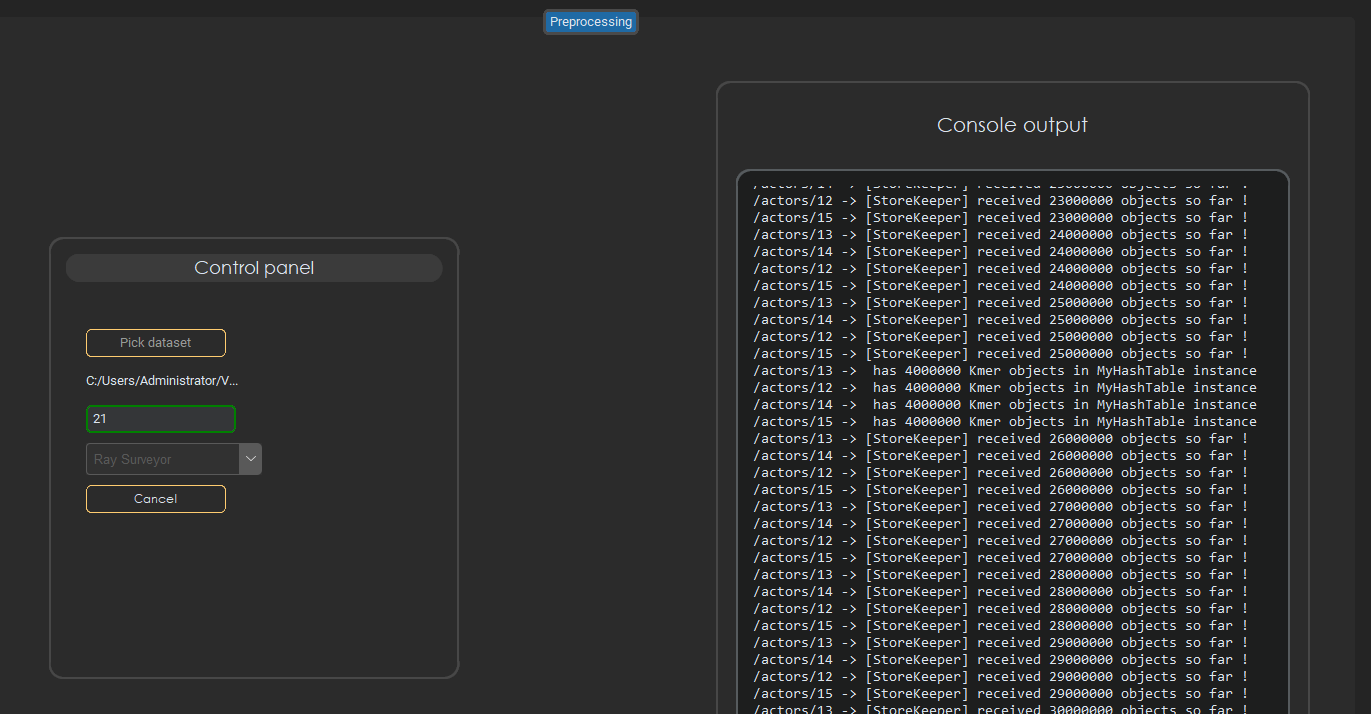 Preprocessing
Control panel
Pick dataset
C:/Users/Administrator/V...
21
Ray Surveyor
Cancel
Console output
/actors/14 -> [StoreKeeper] received 23000000 objects so far !
/actors/12 -> [StoreKeeper] received 23000000 objects so far !
/actors/15 -> [StoreKeeper] received 23000000 objects so far !
/actors/13 -> [StoreKeeper] received 24000000 objects so far !
/actors/14 -> [StoreKeeper] received 24000000 objects so far !
/actors/12 -> [StoreKeeper] received 24000000 objects so far !
/actors/15 -> [StoreKeeper] received 24000000 objects so far !
/actors/13 -> [StoreKeeper] received 25000000 objects so far !
/actors/14 -> [StoreKeeper] received 25000000 objects so far !
/actors/12 -> [StoreKeeper] received 25000000 objects so far !
/actors/15 -> [StoreKeeper] received 25000000 objects so far !
/actors/13 ->  has 4000000 Kmer objects in MyHashTable instance
/actors/12 ->  has 4000000 Kmer objects in MyHashTable instance
/actors/14 ->  has 4000000 Kmer objects in MyHashTable instance
/actors/15 ->  has 4000000 Kmer objects in MyHashTable instance
/actors/13 -> [StoreKeeper] received 26000000 objects so far !
/actors/14 -> [StoreKeeper] received 26000000 objects so far !
/actors/12 -> [StoreKeeper] received 26000000 objects so far !
/actors/15 -> [StoreKeeper] received 26000000 objects so far !
/actors/13 -> [StoreKeeper] received 27000000 objects so far !
/actors/14 -> [StoreKeeper] received 27000000 objects so far !
/actors/12 -> [StoreKeeper] received 27000000 objects so far !
/actors/15 -> [StoreKeeper] received 27000000 objects so far !
/actors/13 -> [StoreKeeper] received 28000000 objects so far !
/actors/14 -> [StoreKeeper] received 28000000 objects so far !
/actors/12 -> [StoreKeeper] received 28000000 objects so far !
/actors/15 -> [StoreKeeper] received 28000000 objects so far !
/actors/13 -> [StoreKeeper] received 29000000 objects so far !
/actors/14 -> [StoreKeeper] received 29000000 objects so far !
/actors/12 -> [StoreKeeper] received 29000000 objects so far !
/actors/15 -> [StoreKeeper] received 29000000 objects so far !
/actors/13 -> [StoreKeeper] received 30000000 objects so far !